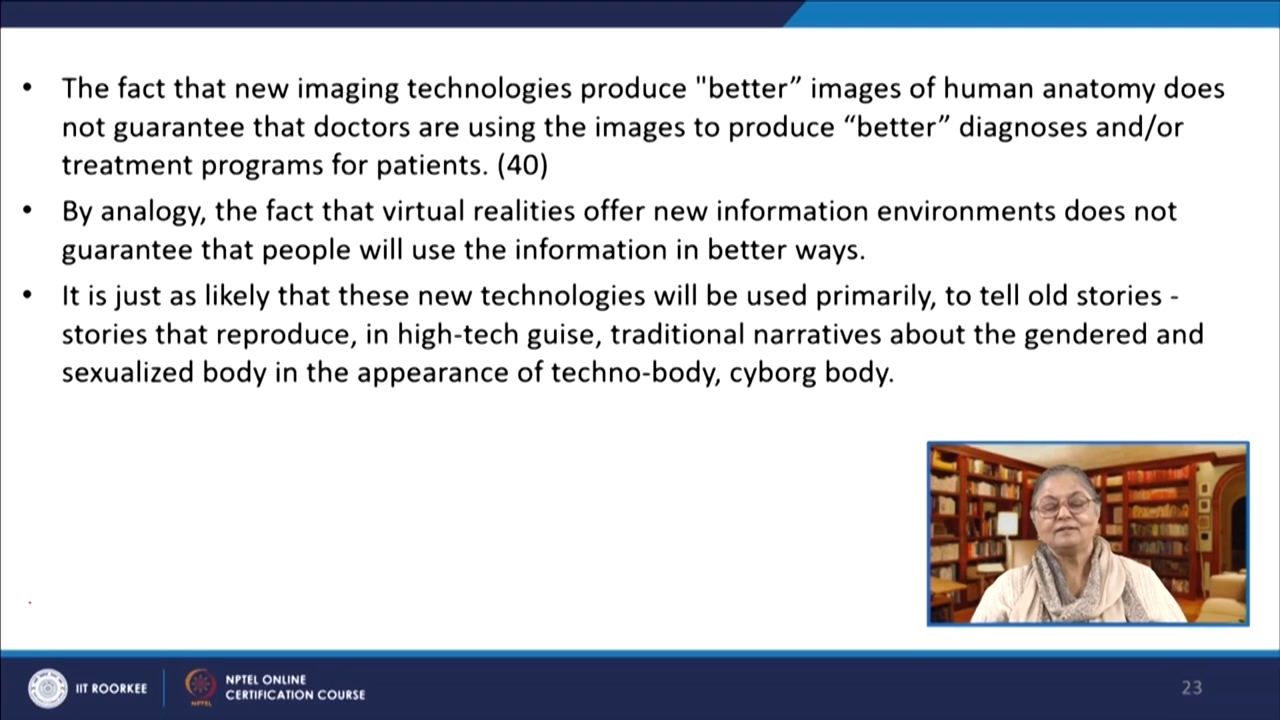 • The fact that new imaging technologies produce "better” images of human anatomy does
not guarantee that doctors are using the images to produce “better” diagnoses and/or
treatment programs for patients. (40)
• By analogy, the fact that virtual realities offer new information environments does not
guarantee that people will use the information in better ways.
• It is just as likely that these new technologies will be used primarily, to tell old stories -
stories that reproduce, in high-tech guise, traditional narratives about the gendered and
sexualized body in the appearance of techno-body, cyborg body.
IIT ROORKEE
NPTEL
NPTEL ONLINE
CERTIFICATION COURSE
23